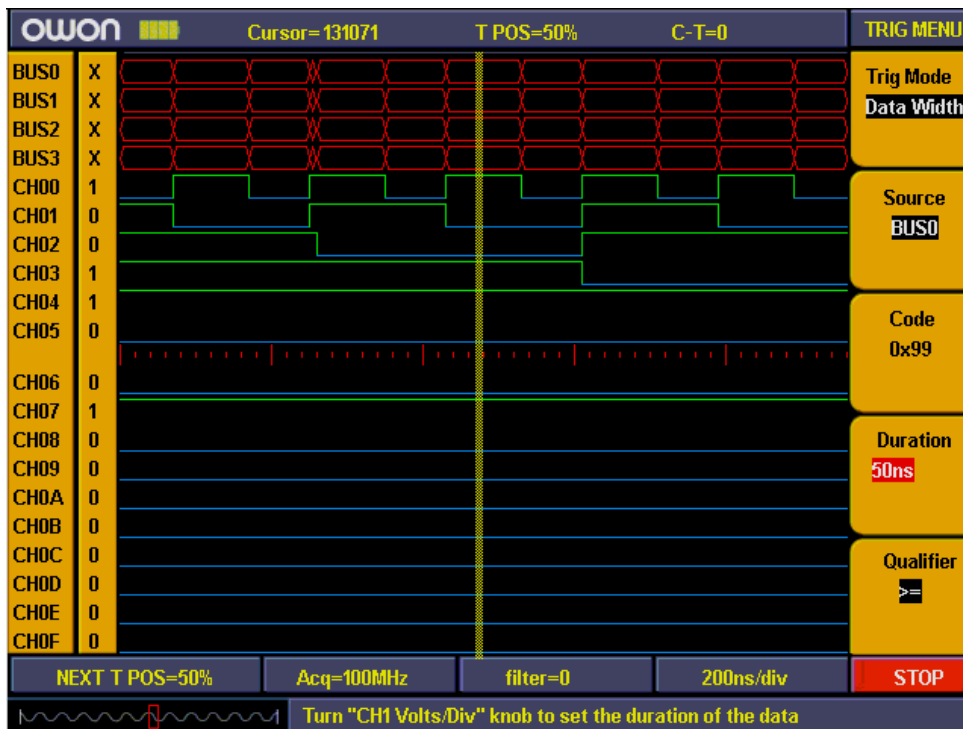 owon Cursor=131071 T POS=50% C-T=0 TRIG MENU
BUS0 X
BUS1 X
BUS2 X
BUS3 X
CH00 1
CH01 0
CH02 0
CH03 1
CH04 1
CH05 0
CH06 0
CH07 1
CH08 0
CH09 0
CH0A 0
CH0B 0
CH0C 0
CH0D 0
CH0E 0
CH0F 0
Trig Mode
Data Width
Source
BUS0
Code
0x99
Duration
50ns
Qualifier
>=
NEXT T POS=50% Acq=100MHz filter=0 200ns/div STOP
Turn "CH1 Volts/Div" knob to set the duration of the data